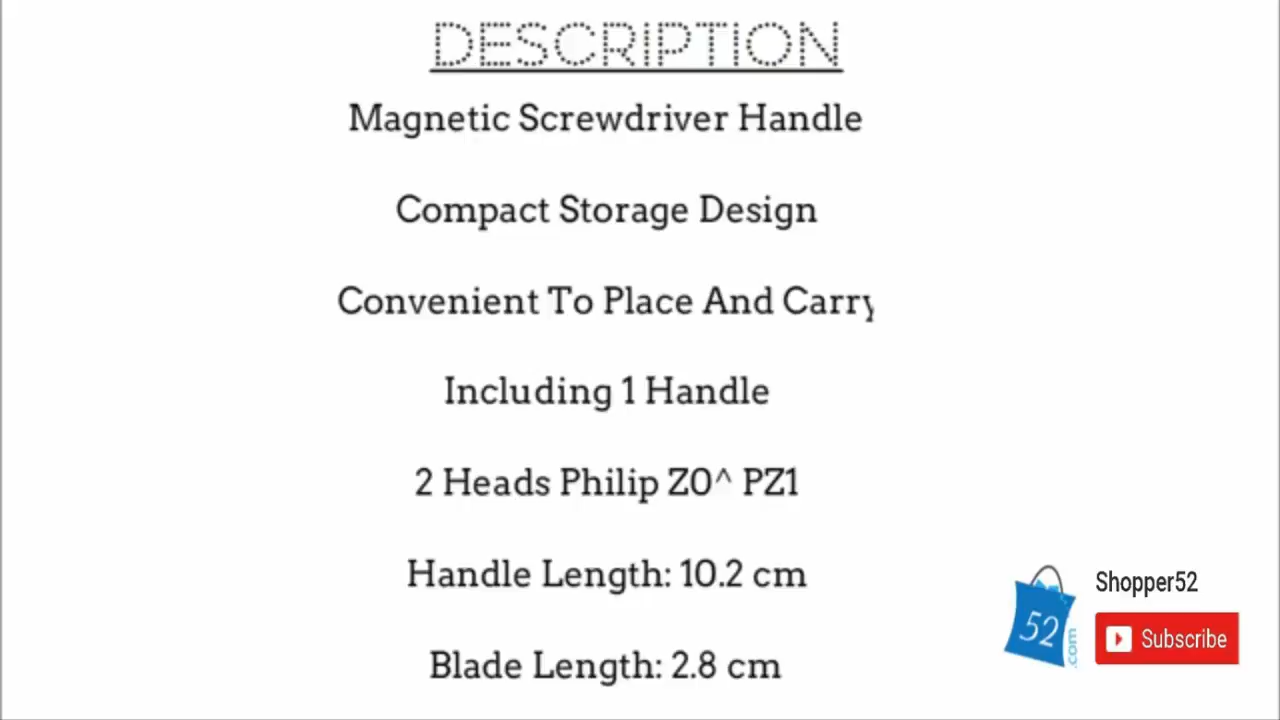 DESCRIPTION
Magnetic Screwdriver Handle
Compact Storage Design
Convenient To Place And Carry
Including 1 Handle
2 Heads Philip Z0^ PZ1
Handle Length: 10.2 cm
Blade Length: 2.8 cm
52
.com
Shopper52
Subscribe